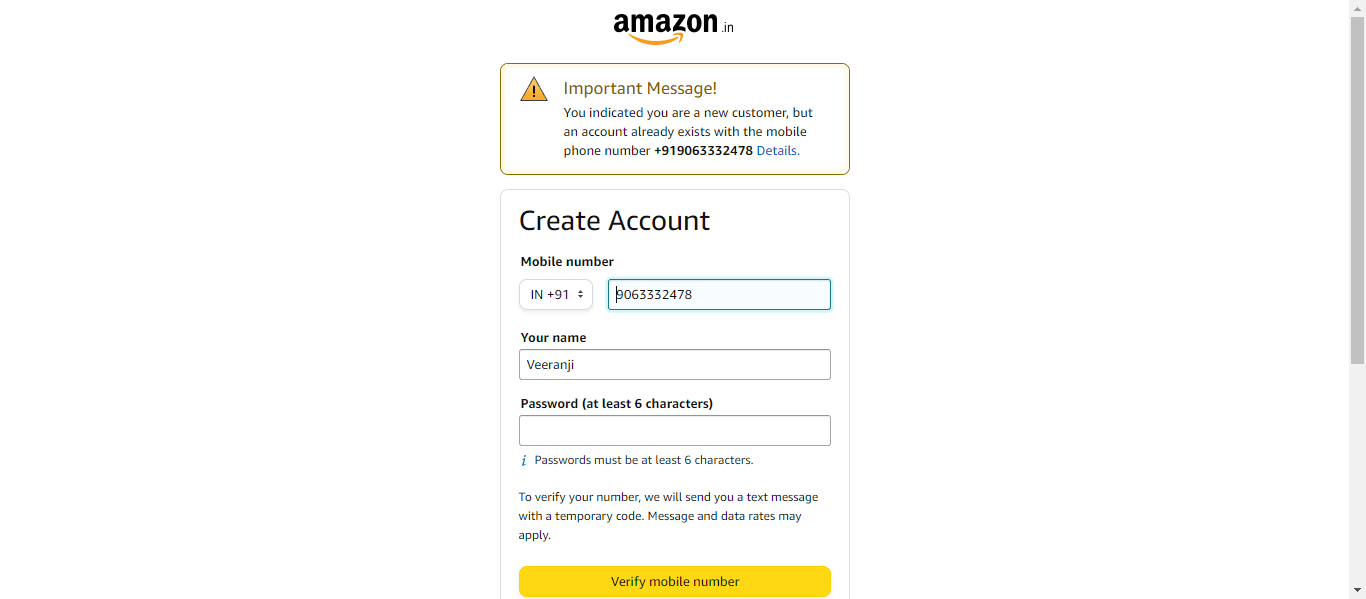 amazon.in
Important Message!
You indicated you are a new customer, but
an account already exists with the mobile
phone number +919063332478 Details.
Create Account
Mobile number
IN +91 9063332478
Your name
Veeranji
Password (at least 6 characters)
i Passwords must be at least 6 characters.
To verify your number, we will send you a text message
with a temporary code. Message and data rates may
apply.
Verify mobile number